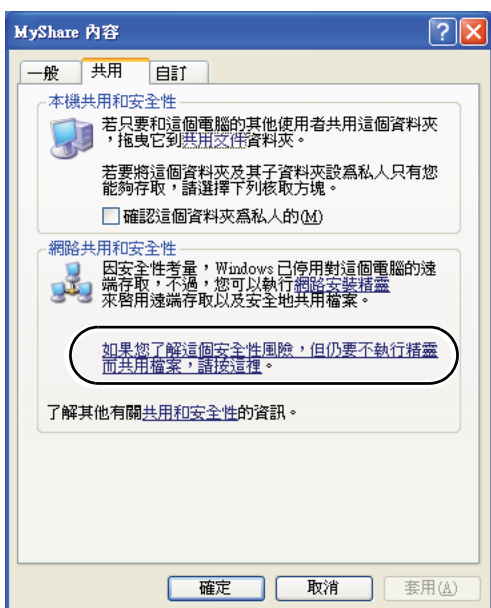 MyShare 內容
一般
共用
自訂
本機共用和安全性
若只要和這個電腦的其他使用者共用這個資料夾
，拖曳它到共用文件資料夾。
若要將這個資料夾及其子資料夾設為私人只有您
能夠存取，請選擇下列核取方塊。
確認這個資料夾為私人的(M)
網路共用和安全性
因安全性考量，Windows 已停用對這個電腦的遠
端存取，不過，您可以執行網路安裝精靈
來啓用遠端存取以及安全地共用檔案。
如果您了解這個安全性風險，但仍要不執行精靈
而共用檔案，請按這裡。
了解其他有關共用和安全性的資訊。
確定
取消
套用(A)